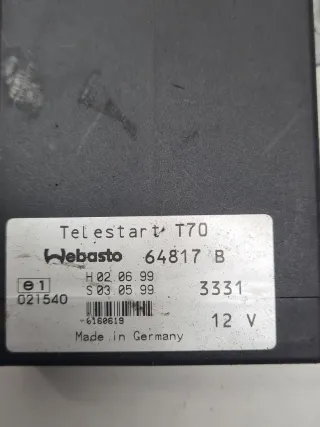 Telestart T70
Webasto 64817 B
e1 H 02 06.99
021540 S 03 05 99 3331
6160619 12 V
Made in Germany